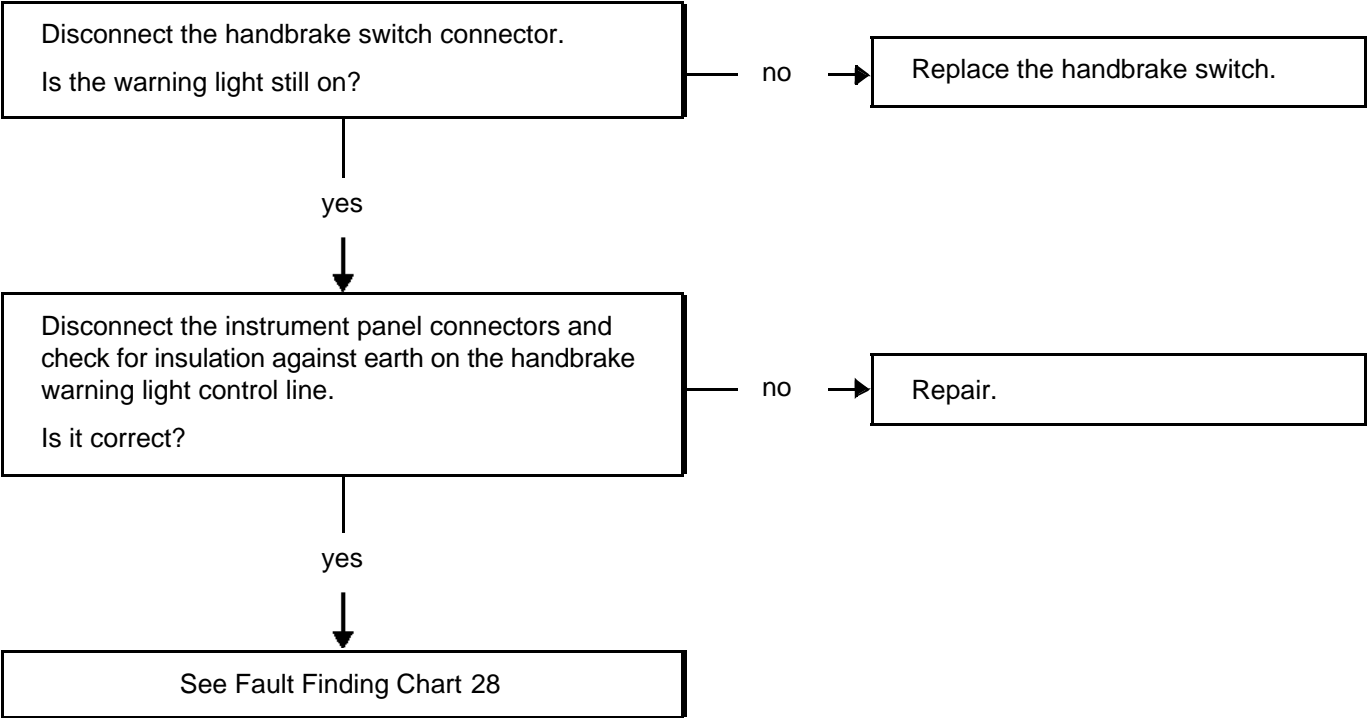 Disconnect the handbrake switch connector.
Is the warning light still on?
no
Replace the handbrake switch.
yes
Disconnect the instrument panel connectors and
check for insulation against earth on the handbrake
warning light control line.
Is it correct?
no
Repair.
yes
See Fault Finding Chart 28